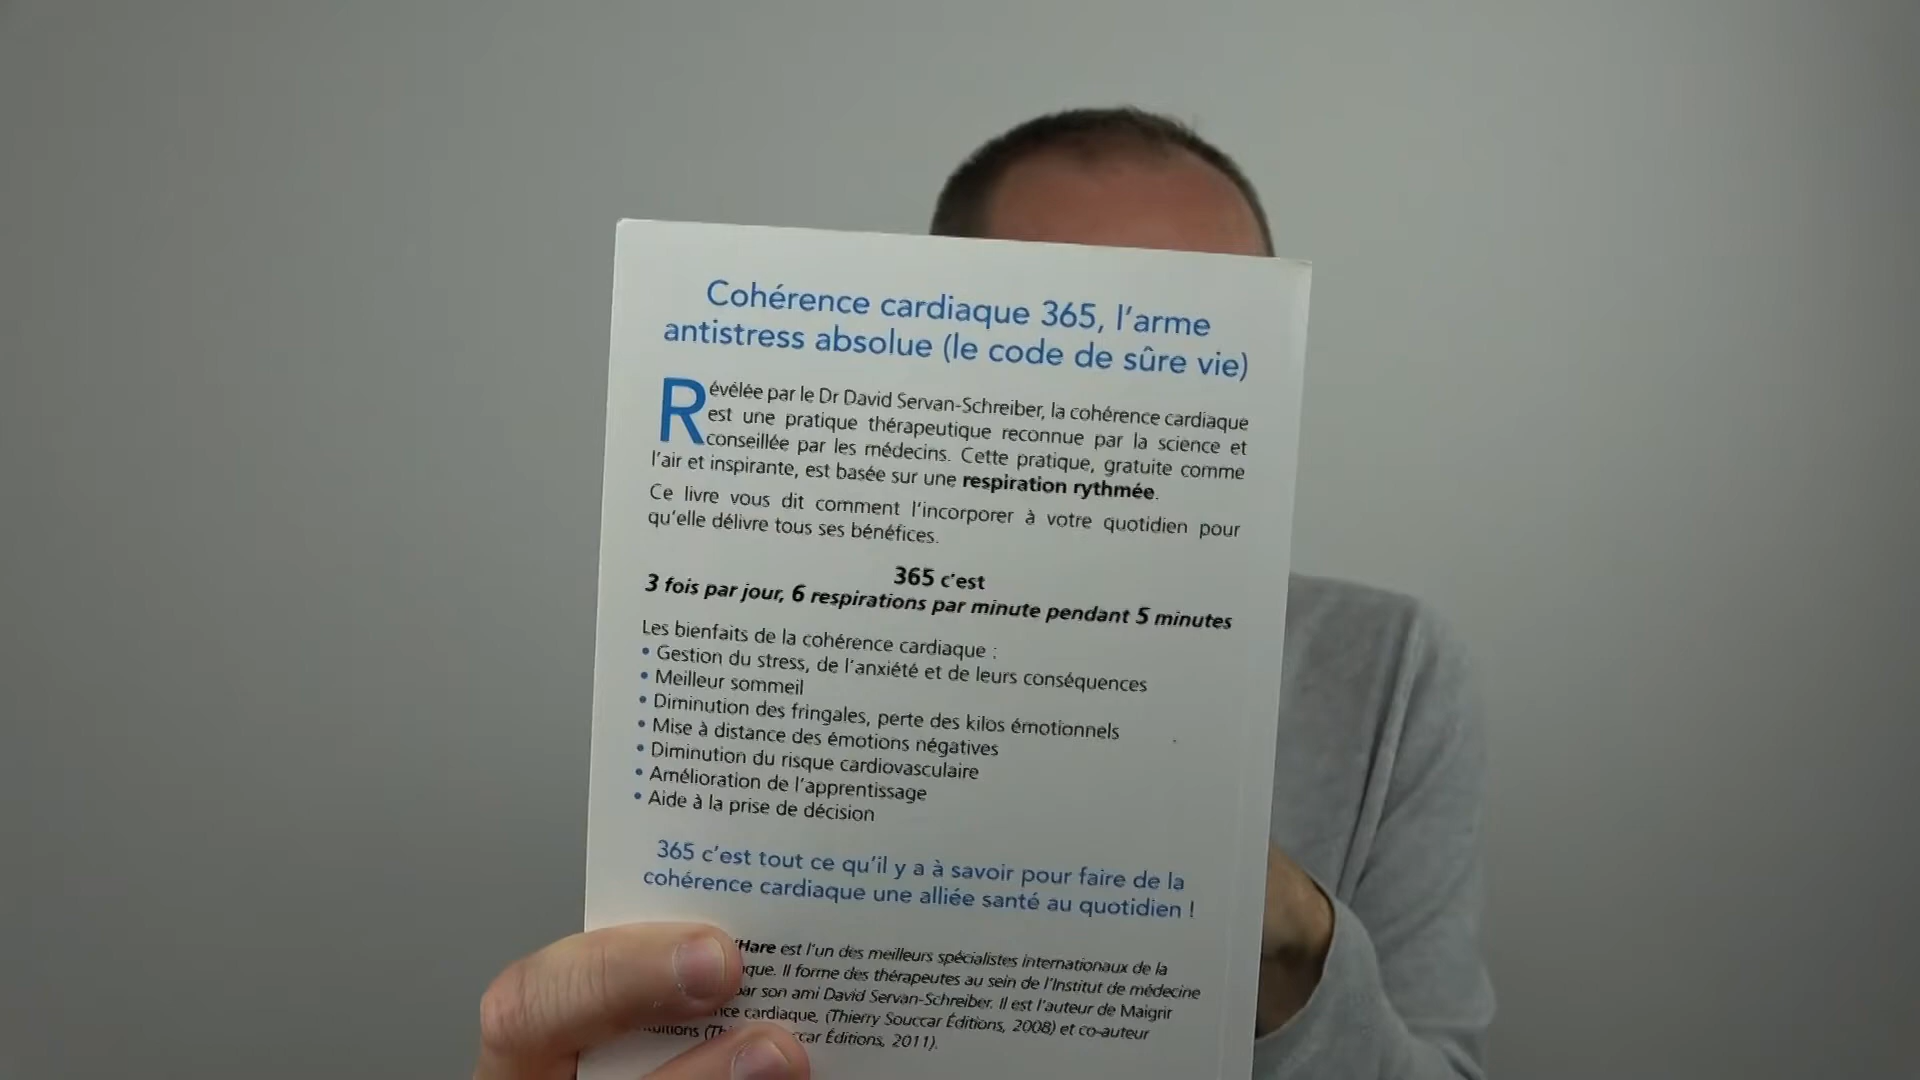 Cohérence cardiaque 365, l'arme
antistress absolue (le code de sûre vie)
Révélée par le Dr David Servan-Schreiber, la cohérence cardiaque
est une pratique thérapeutique reconnue par la science et
conseillée par les médecins. Cette pratique, gratuite comme
l'air et inspirante, est basée sur une respiration rythmée.
Ce livre vous dit comment l'incorporer à votre quotidien pour
qu'elle délivre tous ses bénéfices.
365 c'est
3 fois par jour, 6 respirations par minute pendant 5 minutes
Les bienfaits de la cohérence cardiaque :
• Gestion du stress, de l'anxiété et de leurs conséquences
• Meilleur sommeil
• Diminution des fringales, perte des kilos émotionnels
• Mise à distance des émotions négatives
• Diminution du risque cardiovasculaire
• Amélioration de l'apprentissage
• Aide à la prise de décision
365 c'est tout ce qu'il y a à savoir pour faire de la
cohérence cardiaque une alliée santé au quotidien !
'Hare est l'un des meilleurs spécialistes internationaux de la
Il forme des thérapeutes au sein de l'Institut de médecine
par son ami David Servan-Schreiber. Il est l'auteur de Maigrir
cardiaque, (Thierry Souccar Éditions, 2008) et co-auteur
Éditions, 2011).